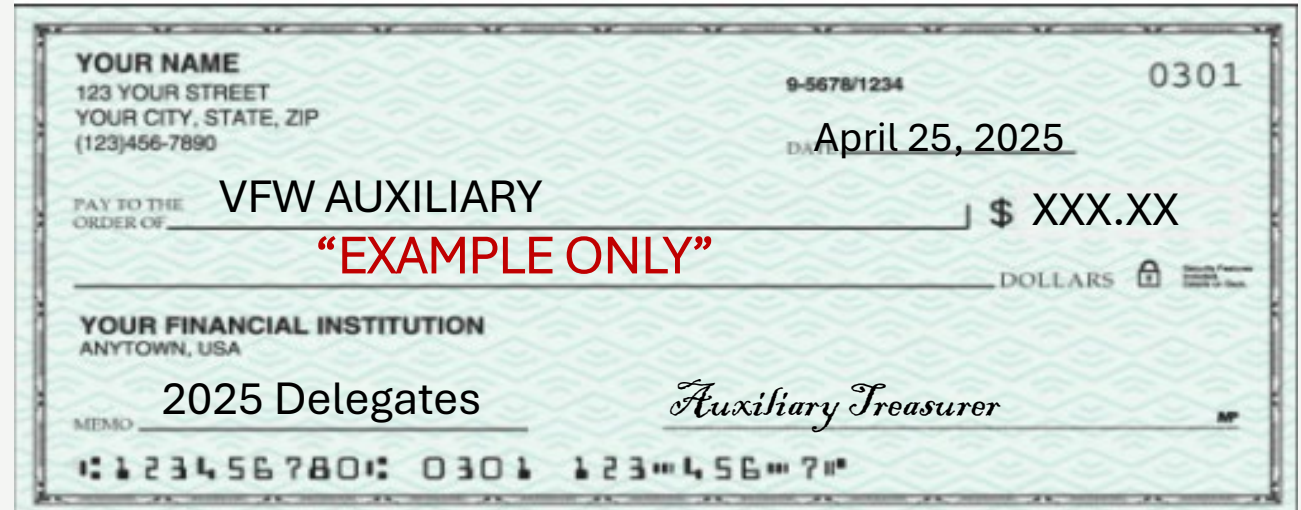 YOUR NAME
123 YOUR STREET
YOUR CITY, STATE, ZIP
(123)456-7890
9-5678/1234
0301
DATE April 25, 2025
PAY TO THE
ORDER OF VFW AUXILIARY
$ XXX.XX
“EXAMPLE ONLY”
DOLLARS
YOUR FINANCIAL INSTITUTION
ANYTOWN, USA
MEMO 2025 Delegates
Auxiliary Treasurer
MP
⑆123456780⑆ 0301 123⑉456⑉7⑈